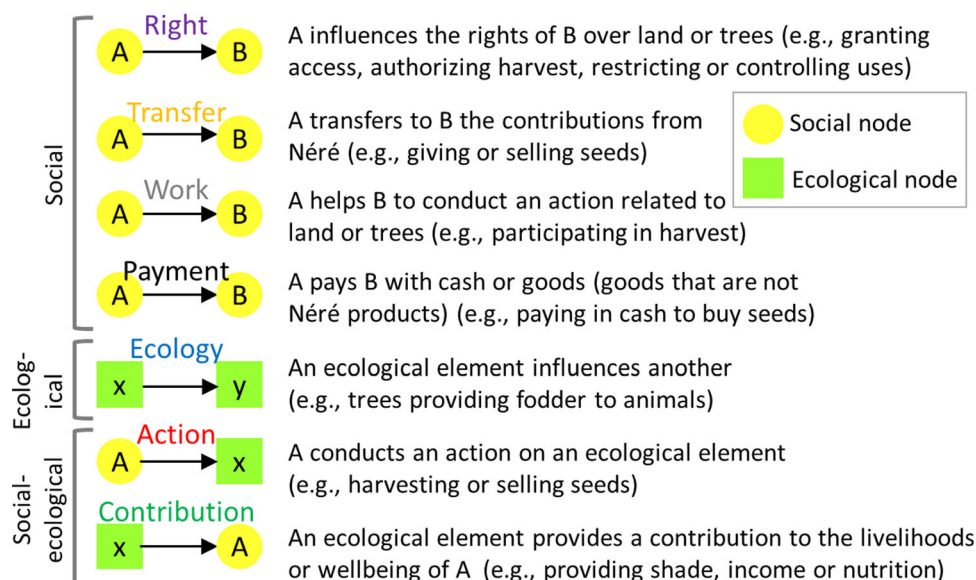 Social
Right
A B
A influences the rights of B over land or trees (e.g., granting
access, authorizing harvest, restricting or controlling uses)
Transfer
A B
A transfers to B the contributions from
Néré (e.g., giving or selling seeds)
Work
A B
A helps B to conduct an action related to
land or trees (e.g., participating in harvest)
Payment
A B
A pays B with cash or goods (goods that are not
Néré products) (e.g., paying in cash to buy seeds)
Social node
Ecological node
Ecolog-
ical
Ecology
x y
An ecological element influences another
(e.g., trees providing fodder to animals)
Social-
ecological
Action
A x
A conducts an action on an ecological element
(e.g., harvesting or selling seeds)
Contribution
x A
An ecological element provides a contribution to the livelihoods
or wellbeing of A (e.g., providing shade, income or nutrition)